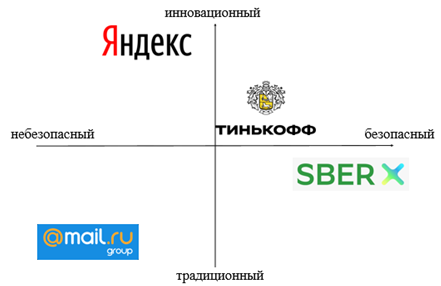 инновационный
Яндекс
ТИНЬКОФФ
небезопасный
безопасный
SBER X
@mail.ru
group
традиционный